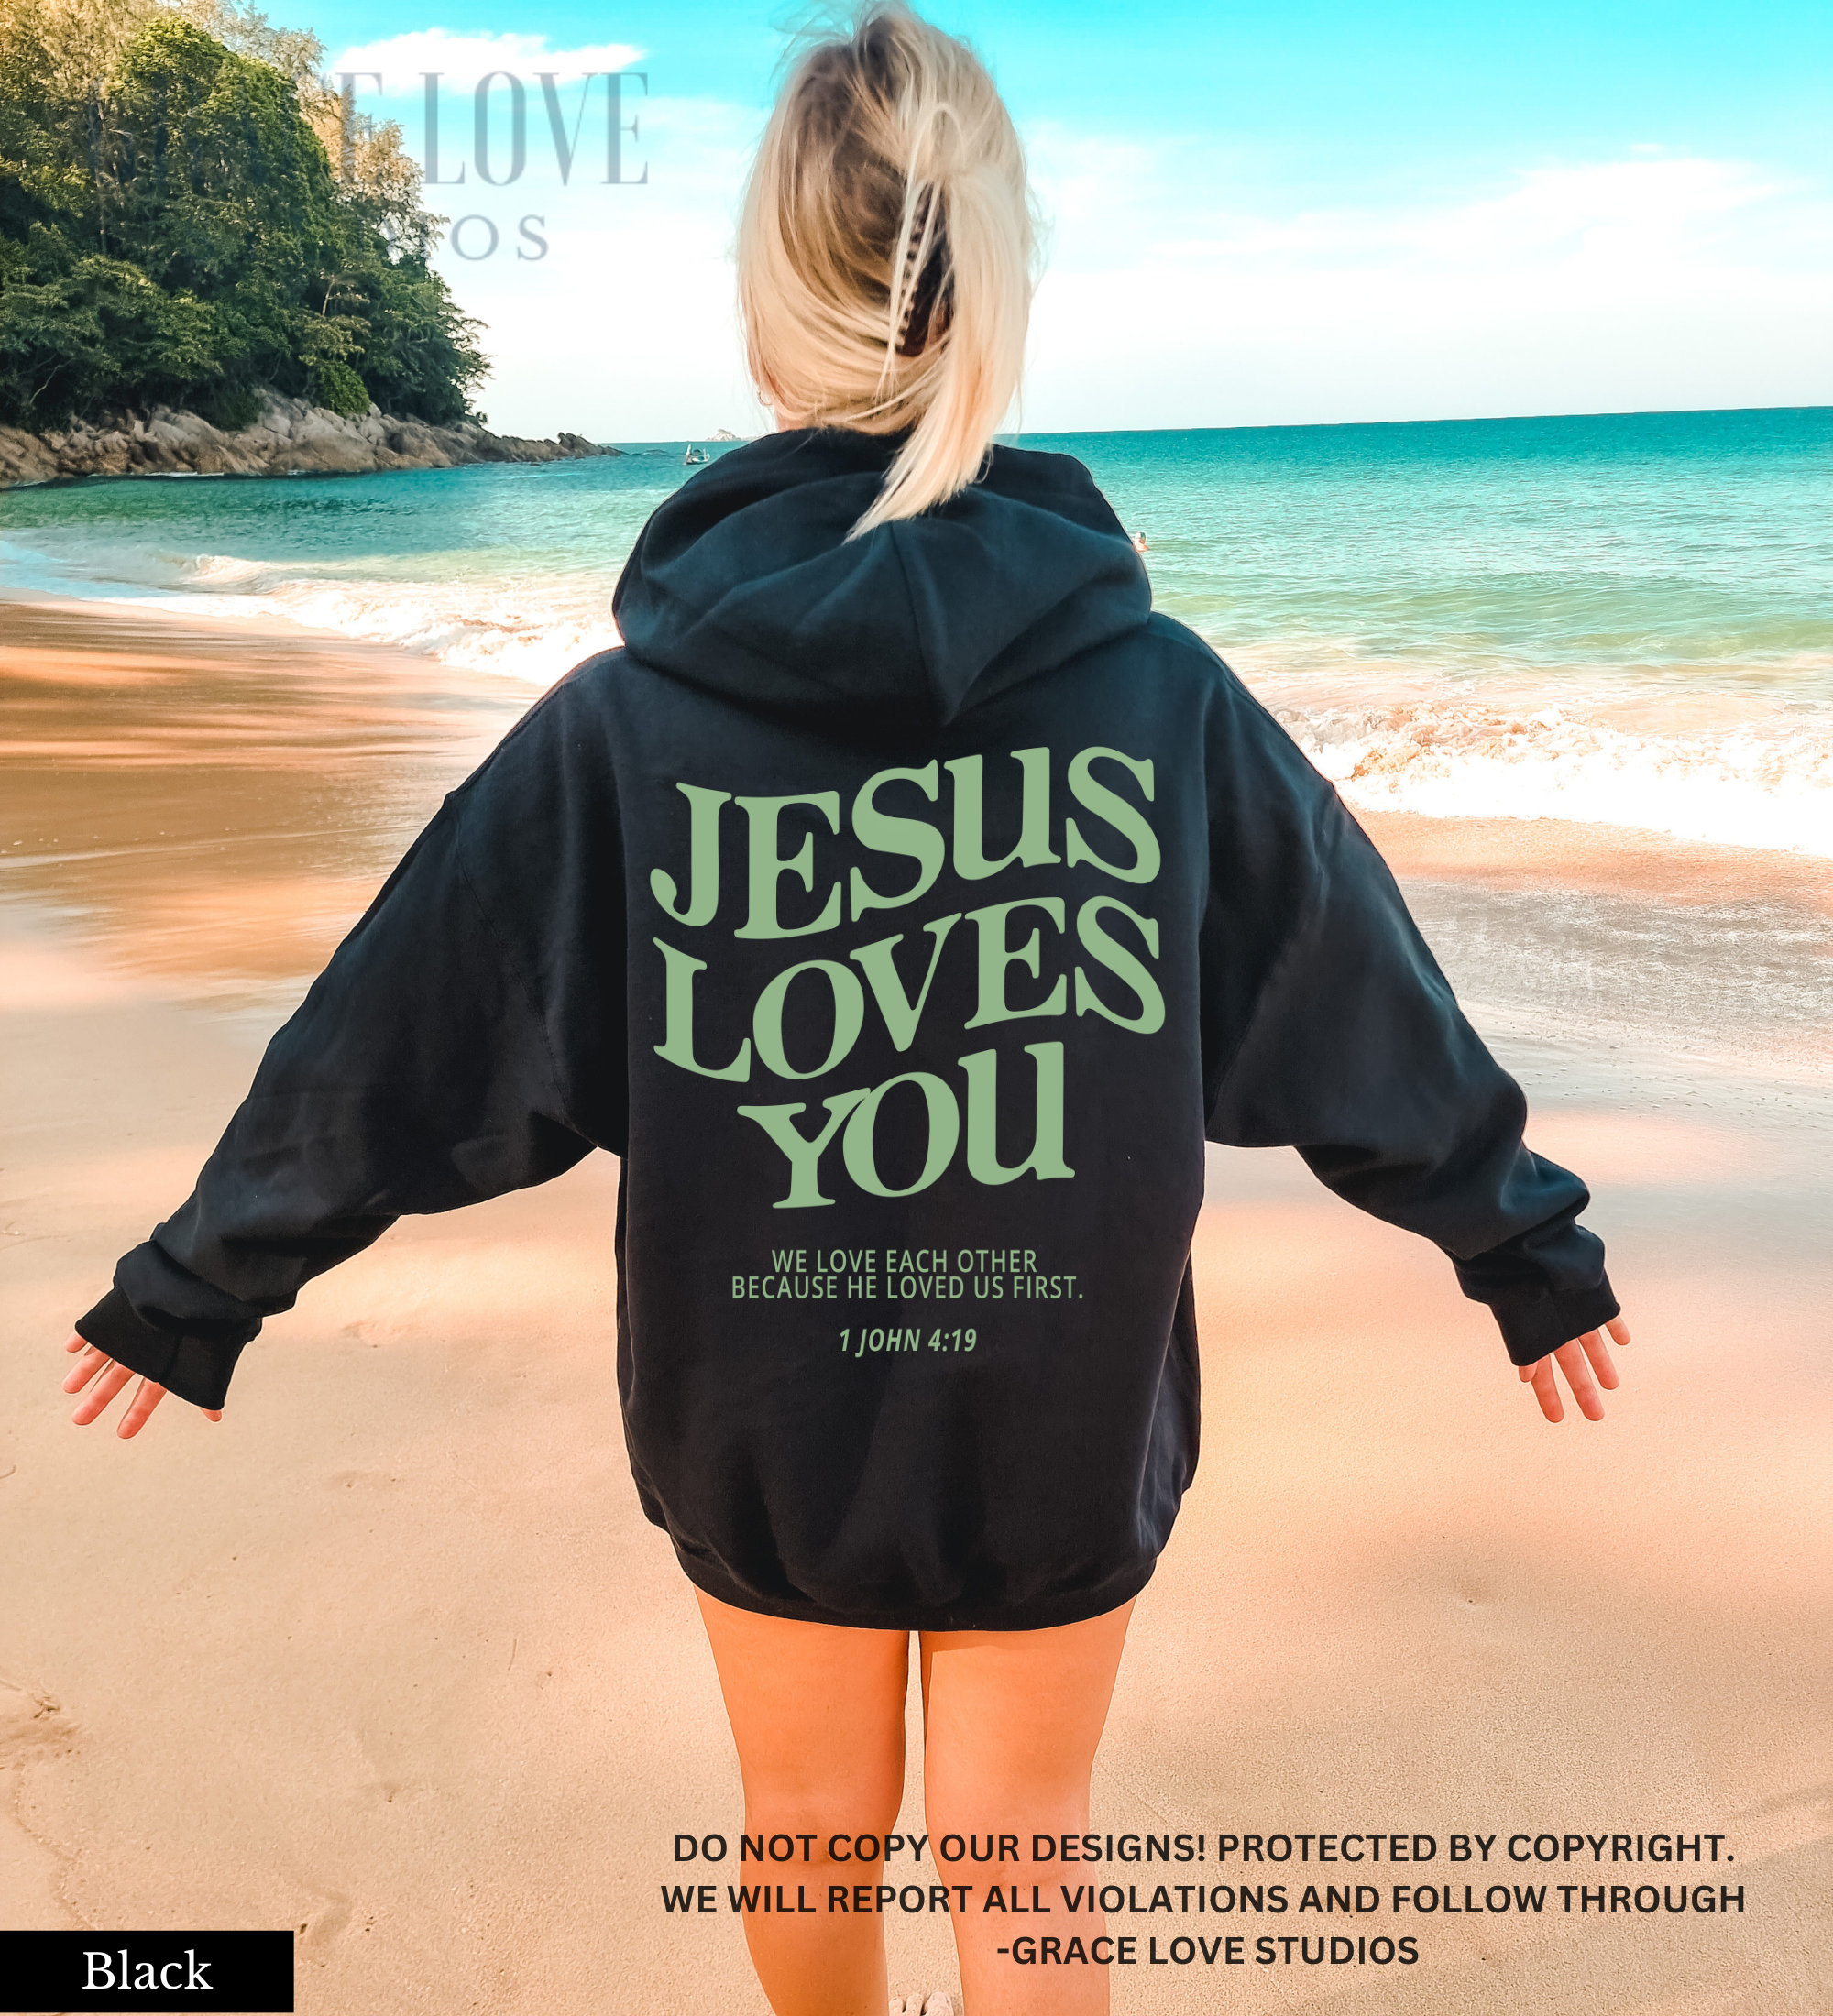 LOVE
JESUS
LOVES
YOU
WE LOVE EACH OTHER
BECAUSE HE LOVED US FIRST.
1 JOHN 4:19
DO NOT COPY OUR DESIGNS! PROTECTED BY COPYRIGHT.
WE WILL REPORT ALL VIOLATIONS AND FOLLOW THROUGH
-GRACE LOVE STUDIOS
Black